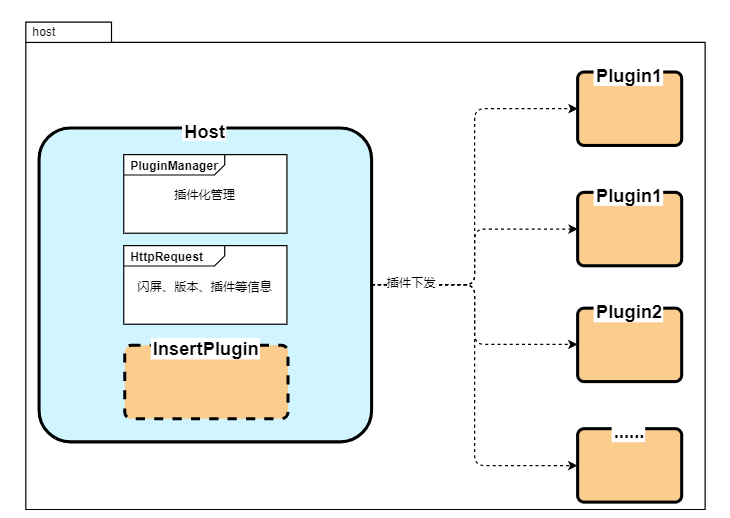 host
Host
PluginManager
插件化管理
HttpRequest
闪屏、版本、插件等信息
InsertPlugin
插件下发
Plugin1
Plugin1
Plugin2
......